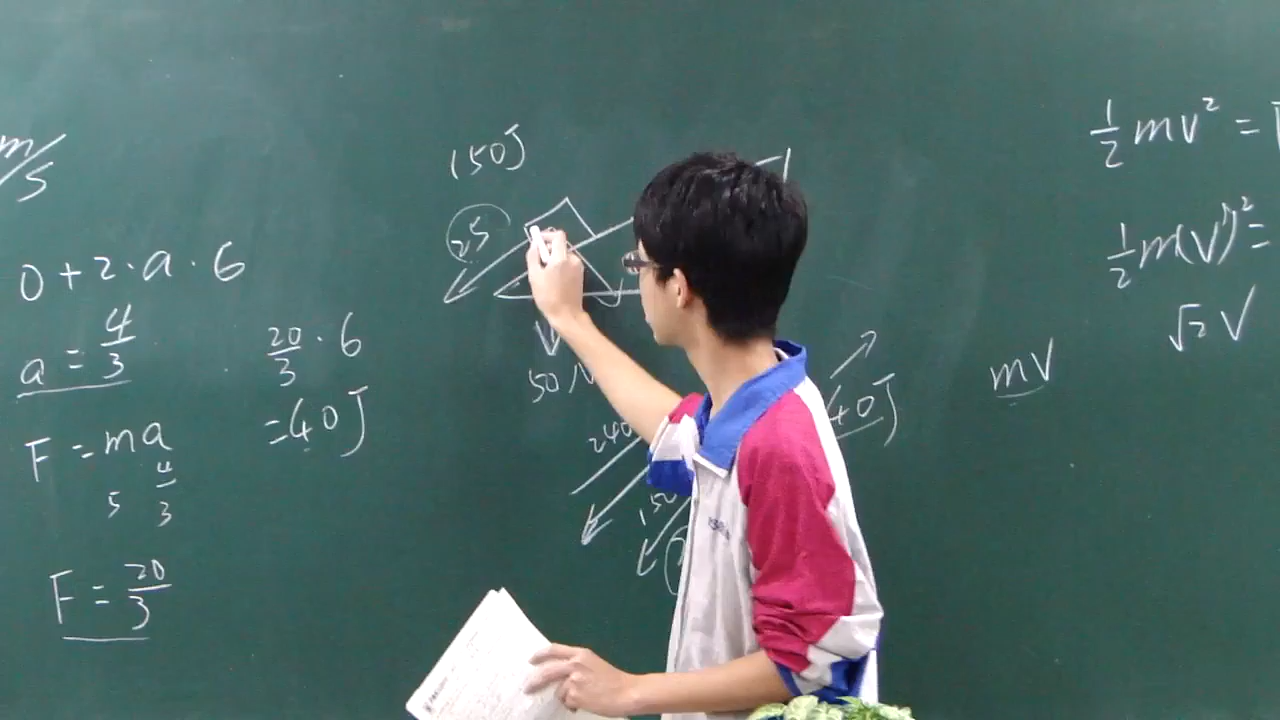 m/s
0+2·a·6
a = 4/3
F = ma
5 4/3
F = 20/3
20/3 · 6
= 40J
150J
25
50N
240
40J
150
mV
1/2 mv² =
1/2 m(V')² =
√2 V